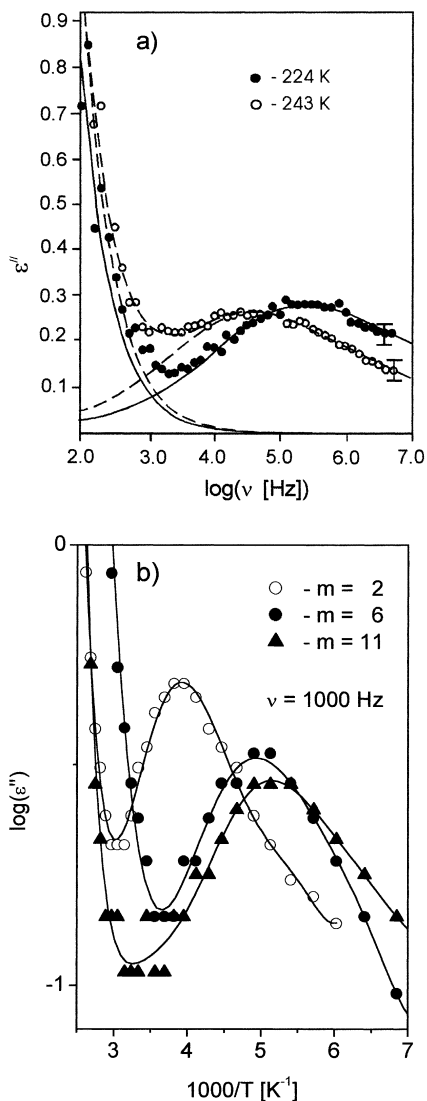 a)
● - 224 K
○ - 243 K
0.9
0.8
0.7
0.6
0.5
0.4
0.3
0.2
0.1
ε//
2.0 3.0 4.0 5.0 6.0 7.0
log(ν [Hz])
b)
○ - m = 2
● - m = 6
▲ - m = 11
ν = 1000 Hz
0
-1
log(ε'')
3 4 5 6 7
1000/T [K-1]